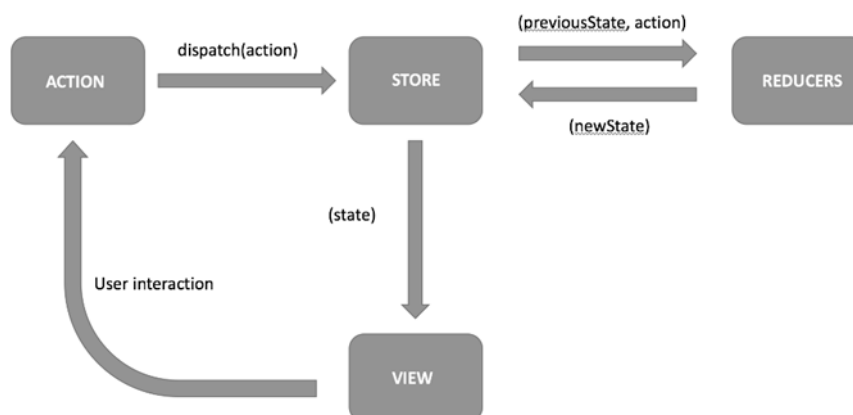 (previousState, action)
dispatch(action)
ACTION
STORE
REDUCERS
(newState)
(state)
User interaction
VIEW